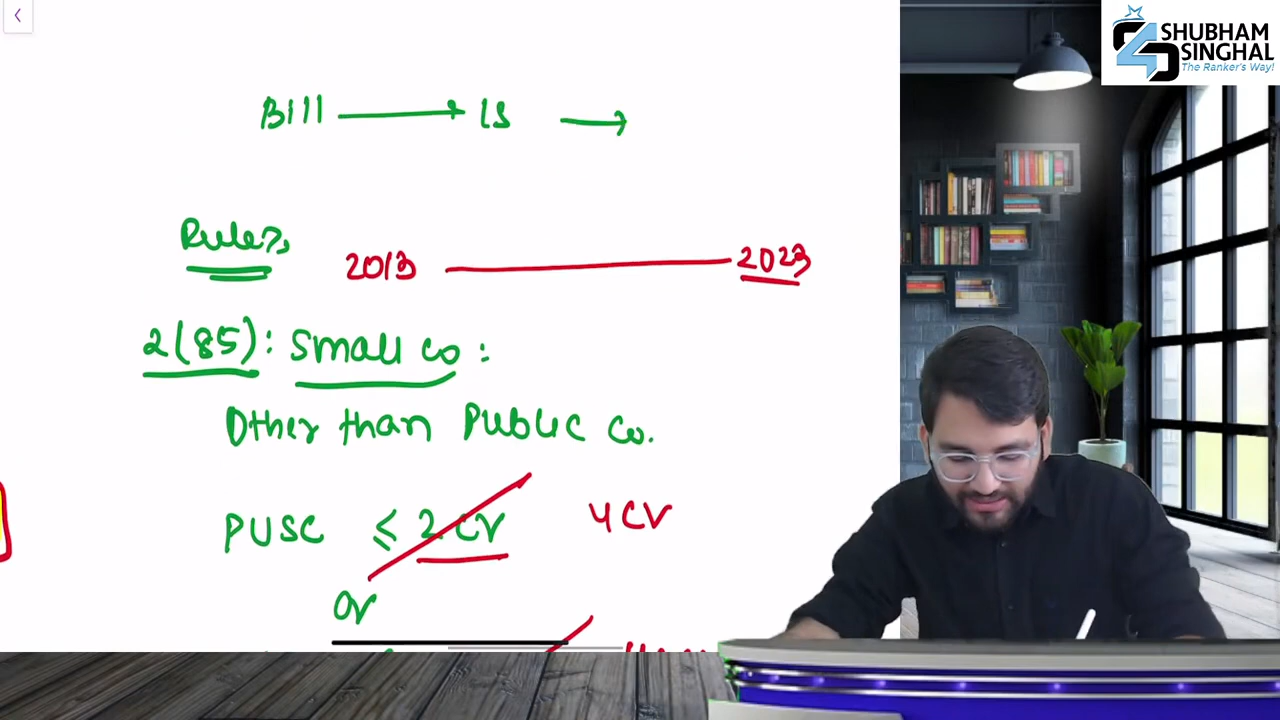 SHUBHAM
SINGHAL
The Ranker's Way!
Bill → LS →
Rules,
2013 — 2023
2(85): Small co:
Other than Public Co.
PUSC ≤ 2 CV 4 CV
Or